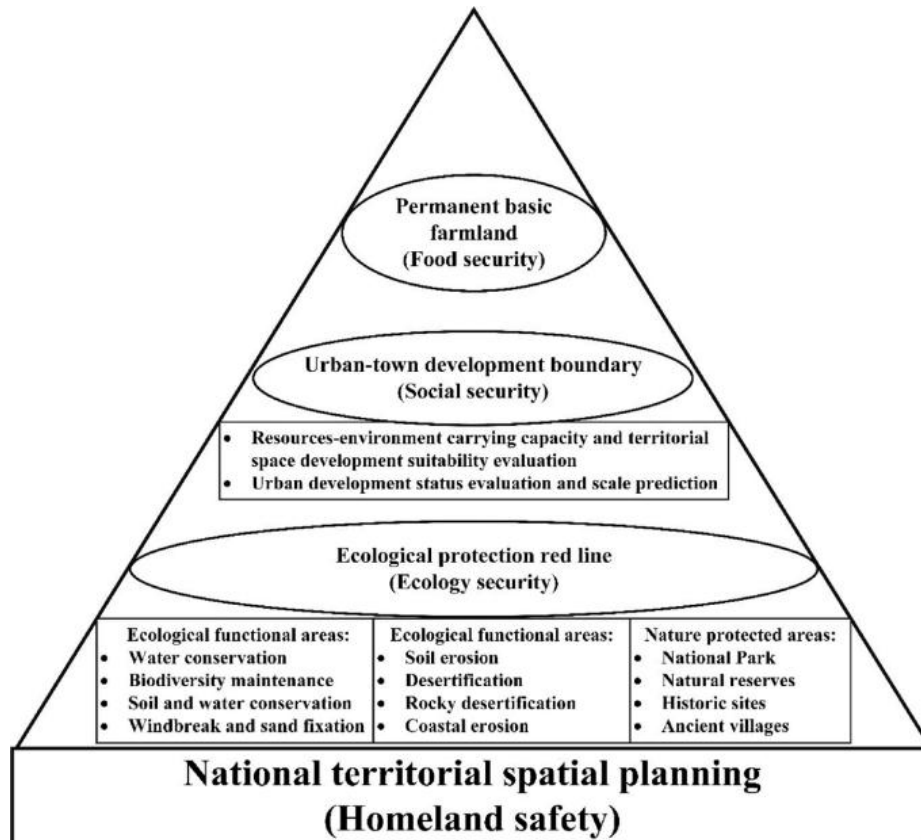 Permanent basic
farmland
(Food security)
Urban-town development boundary
(Social security)
• Resources-environment carrying capacity and territorial
space development suitability evaluation
• Urban development status evaluation and scale prediction
Ecological protection red line
(Ecology security)
Ecological functional areas:
• Water conservation
• Biodiversity maintenance
• Soil and water conservation
• Windbreak and sand fixation
Ecological functional areas:
• Soil erosion
• Desertification
• Rocky desertification
• Coastal erosion
Nature protected areas:
• National Park
• Natural reserves
• Historic sites
• Ancient villages
National territorial spatial planning
(Homeland safety)